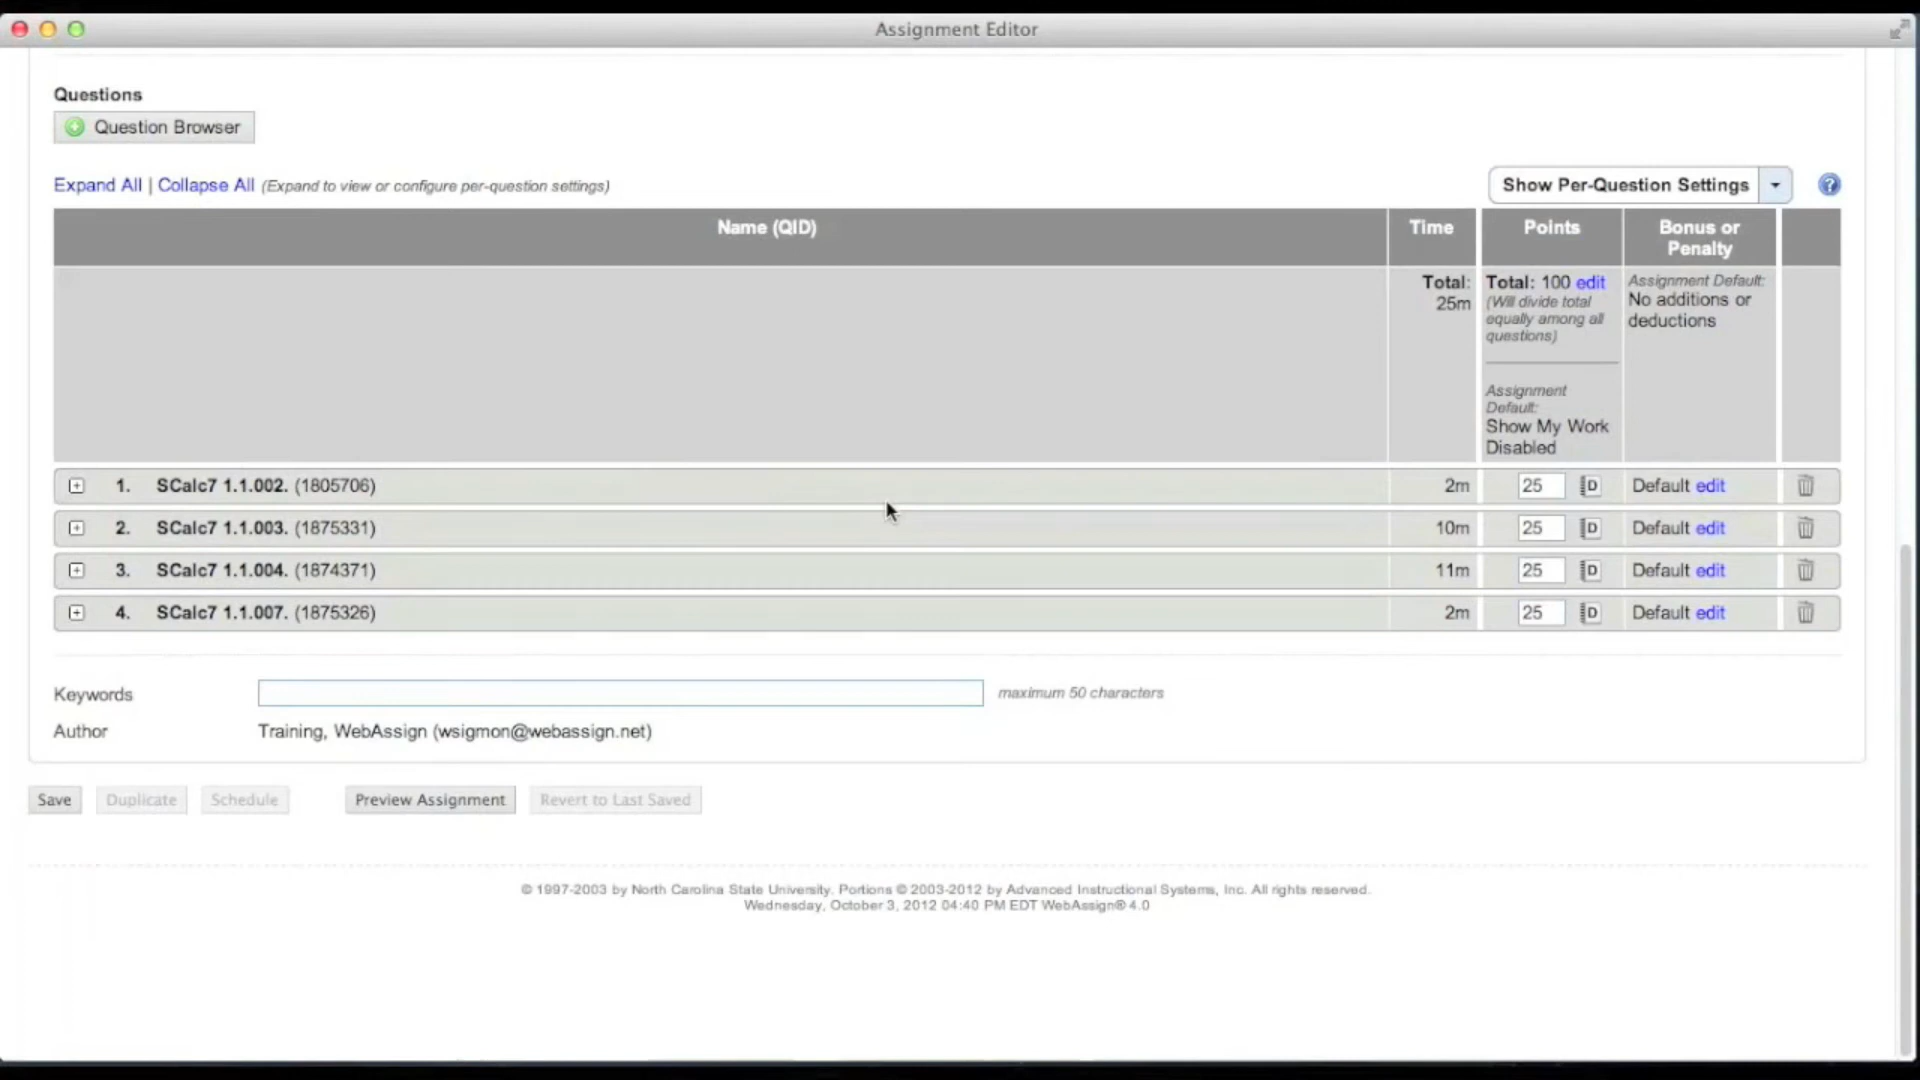 Assignment Editor
Questions
Question Browser
Expand All | Collapse All (Expand to view or configure per-question settings)
Show Per-Question Settings
?
Name (QID)
Time
Points
Bonus or
Penalty
Total:
25m
Total: 100 edit
(Will divide total
equally among all
questions)
Assignment
Default:
Show My Work
Disabled
Assignment Default:
No additions or
deductions
1. SCalc7 1.1.002. (1805706) 2m 25 D Default edit
2. SCalc7 1.1.003. (1875331) 10m 25 D Default edit
3. SCalc7 1.1.004. (1874371) 11m 25 D Default edit
4. SCalc7 1.1.007. (1875326) 2m 25 D Default edit
Keywords maximum 50 characters
Author Training, WebAssign (wsigmon@webassign.net)
Save Duplicate Schedule Preview Assignment Revert to Last Saved
© 1997-2003 by North Carolina State University. Portions © 2003-2012 by Advanced Instructional Systems, Inc. All rights reserved.
Wednesday, October 3, 2012 04:40 PM EDT WebAssign® 4.0